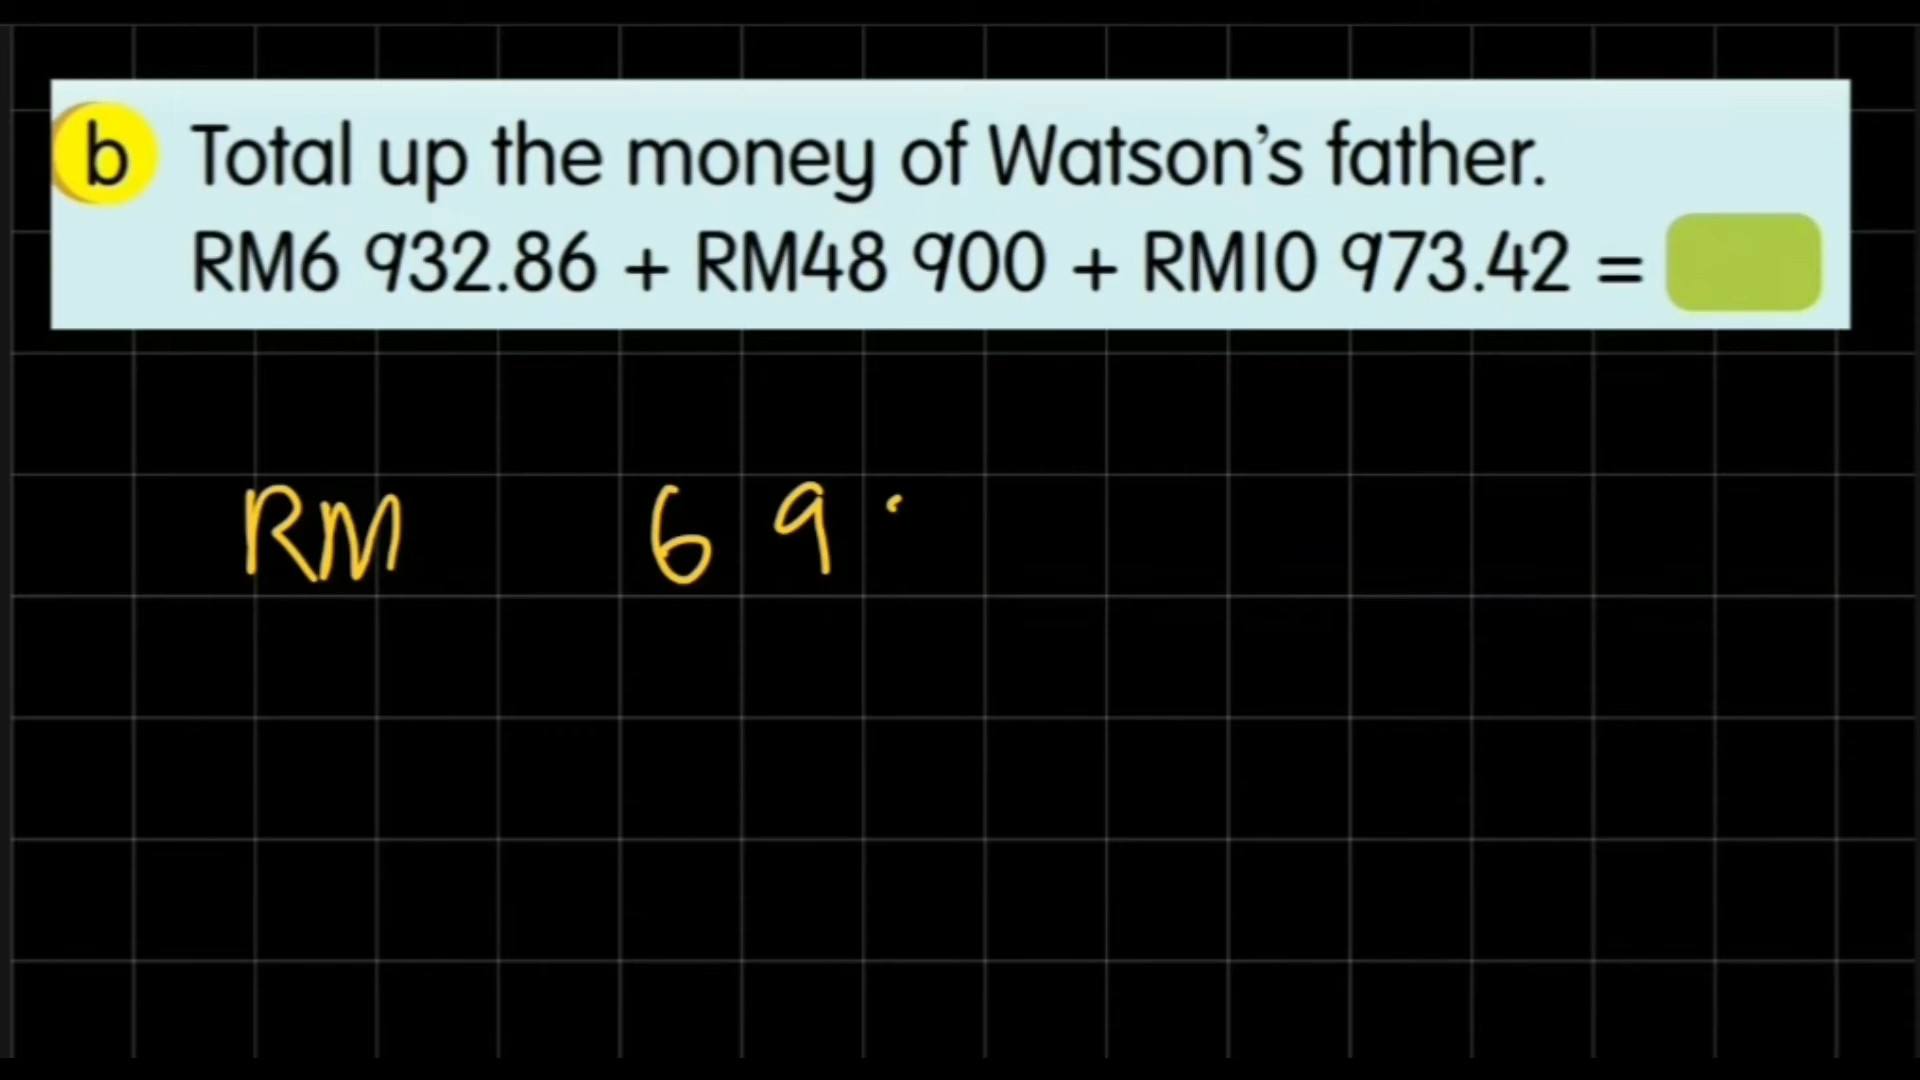 b Total up the money of Watson's father.
RM6 932.86 + RM48 900 + RM10 973.42 =
RM 6 9